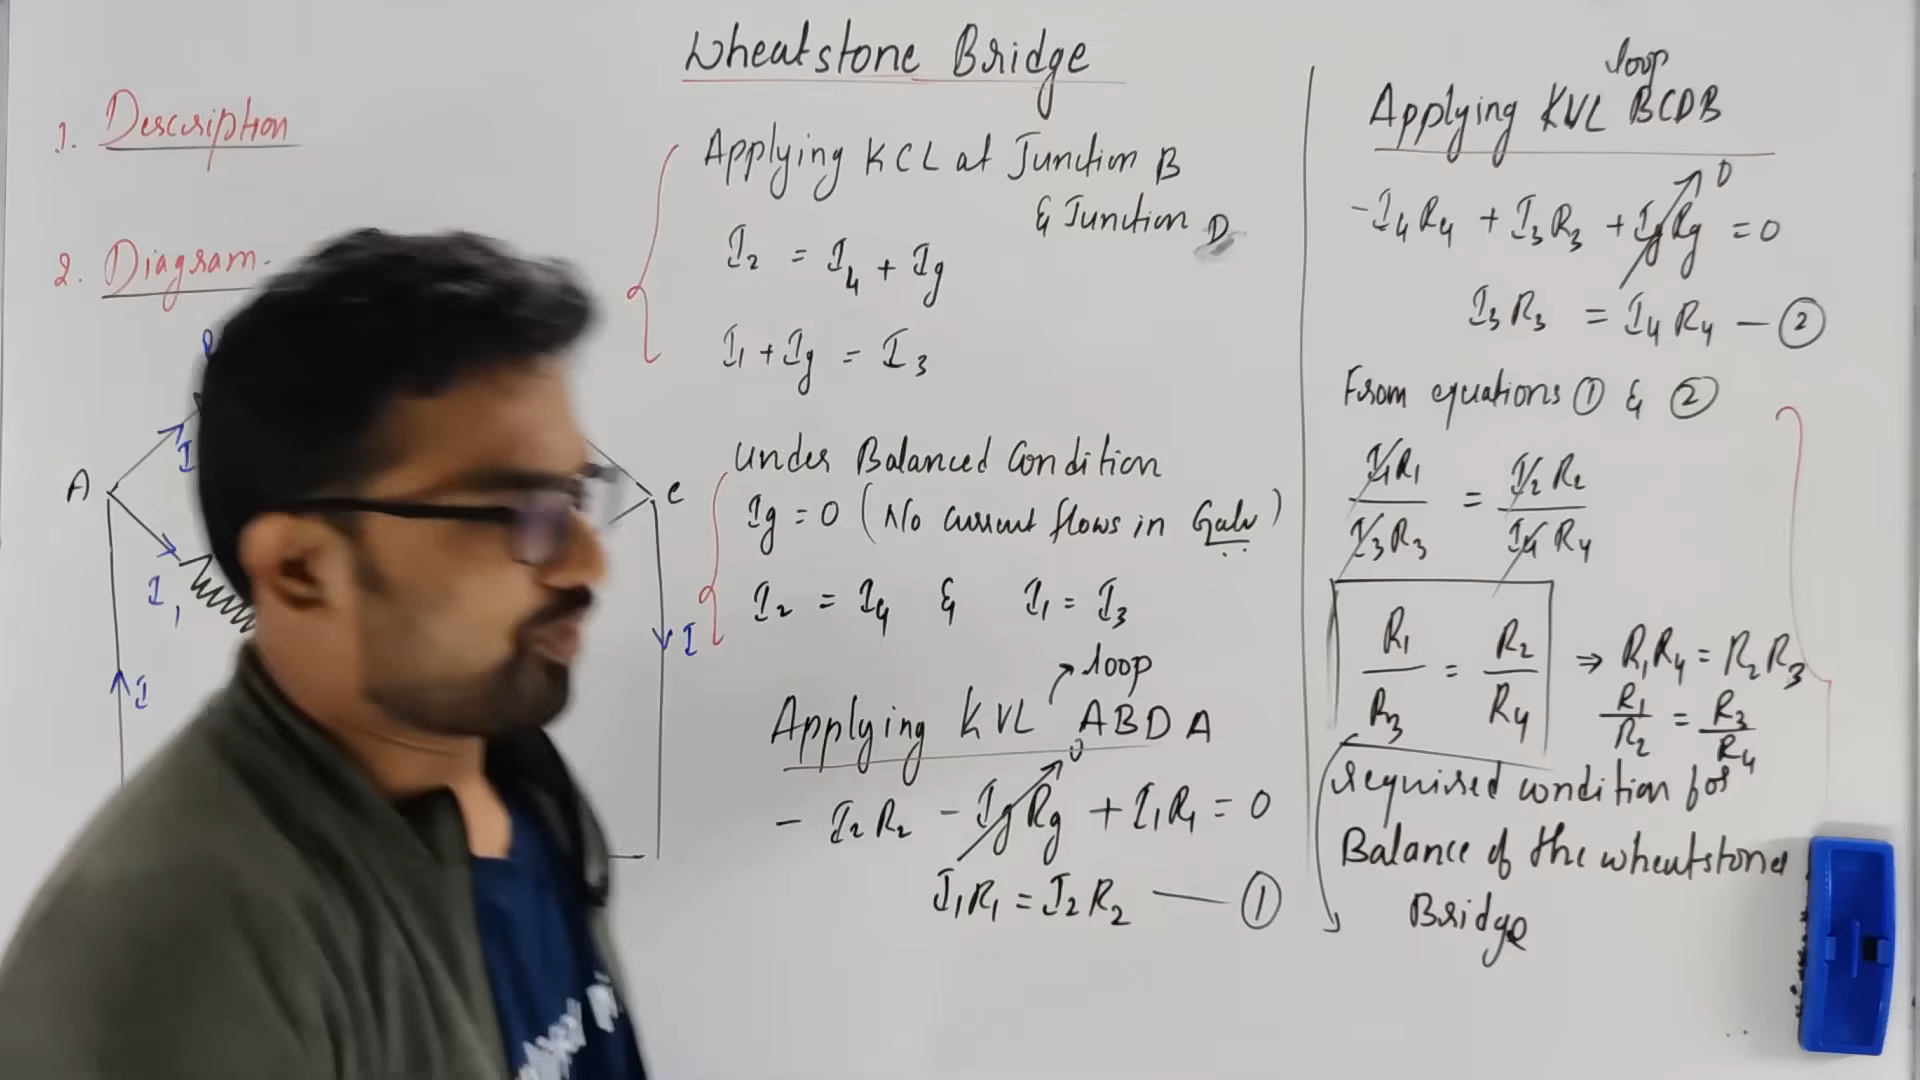 Wheatstone Bridge
1. Description
2. Diagram.
A
I
I1
I
C
I
Applying KCL at Junction B
& Junction D
I2 = I4 + Ig
I1 + Ig = I3
Under Balanced Condition
Ig = 0 (No current flows in Galv)
I2 = I4 & I1 = I3
loop
Applying KVL ABDA
0
- I2R2 - IgRg + I1R1 = 0
I1R1 = I2R2 — ①
loop
Applying KVL BCDB
0
-I4R4 + I3R3 + IgRg = 0
I3R3 = I4R4 — ②
From equations ① & ②
I1R1/I3R3 = I2R2/I4R4
R1/R3 = R2/R4 ⇒ R1R4 = R2R3
R1/R2 = R3/R4
required condition for
Balance of the wheatstone
Bridge